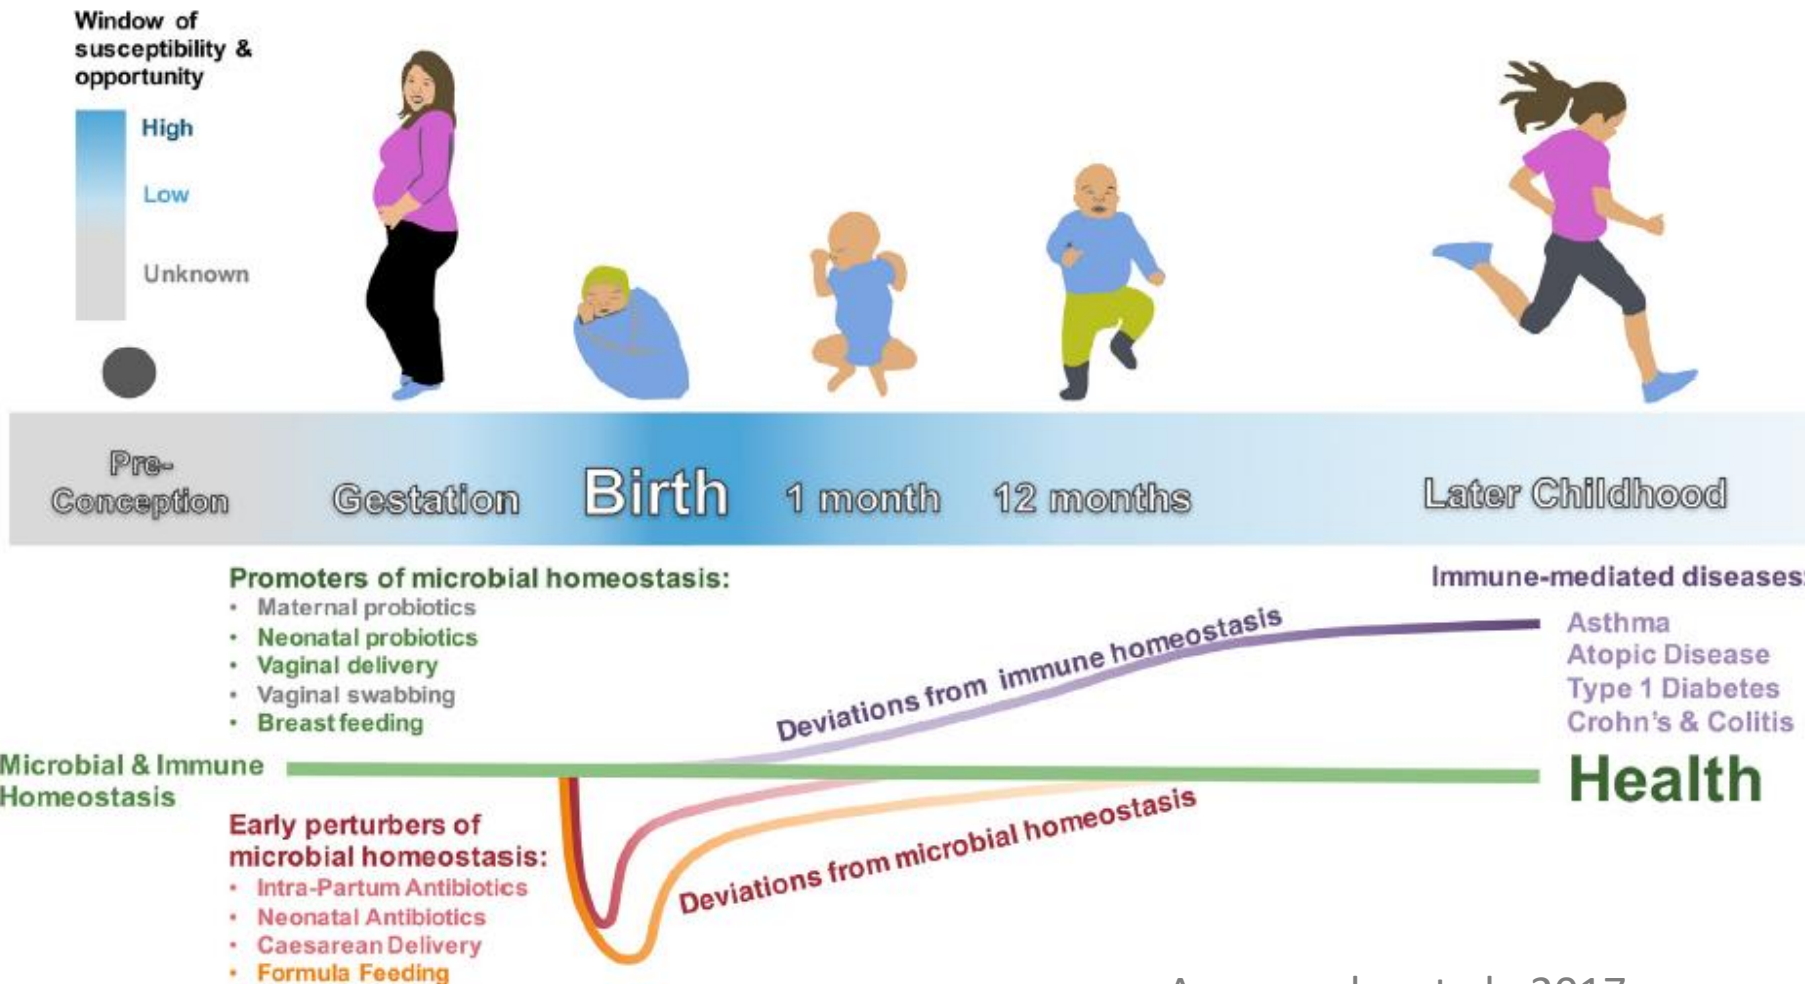 Window of
susceptibility &
opportunity
High
Low
Unknown
Pre-
Conception
Gestation
Birth
1 month
12 months
Later Childhood
Promoters of microbial homeostasis:
• Maternal probiotics
• Neonatal probiotics
• Vaginal delivery
• Vaginal swabbing
• Breast feeding
Immune-mediated diseases:
Asthma
Atopic Disease
Type 1 Diabetes
Crohn's & Colitis
Deviations from immune homeostasis
Microbial & Immune
Homeostasis
Health
Early perturbers of
microbial homeostasis:
• Intra-Partum Antibiotics
• Neonatal Antibiotics
• Caesarean Delivery
• Formula Feeding
Deviations from microbial homeostasis
2017